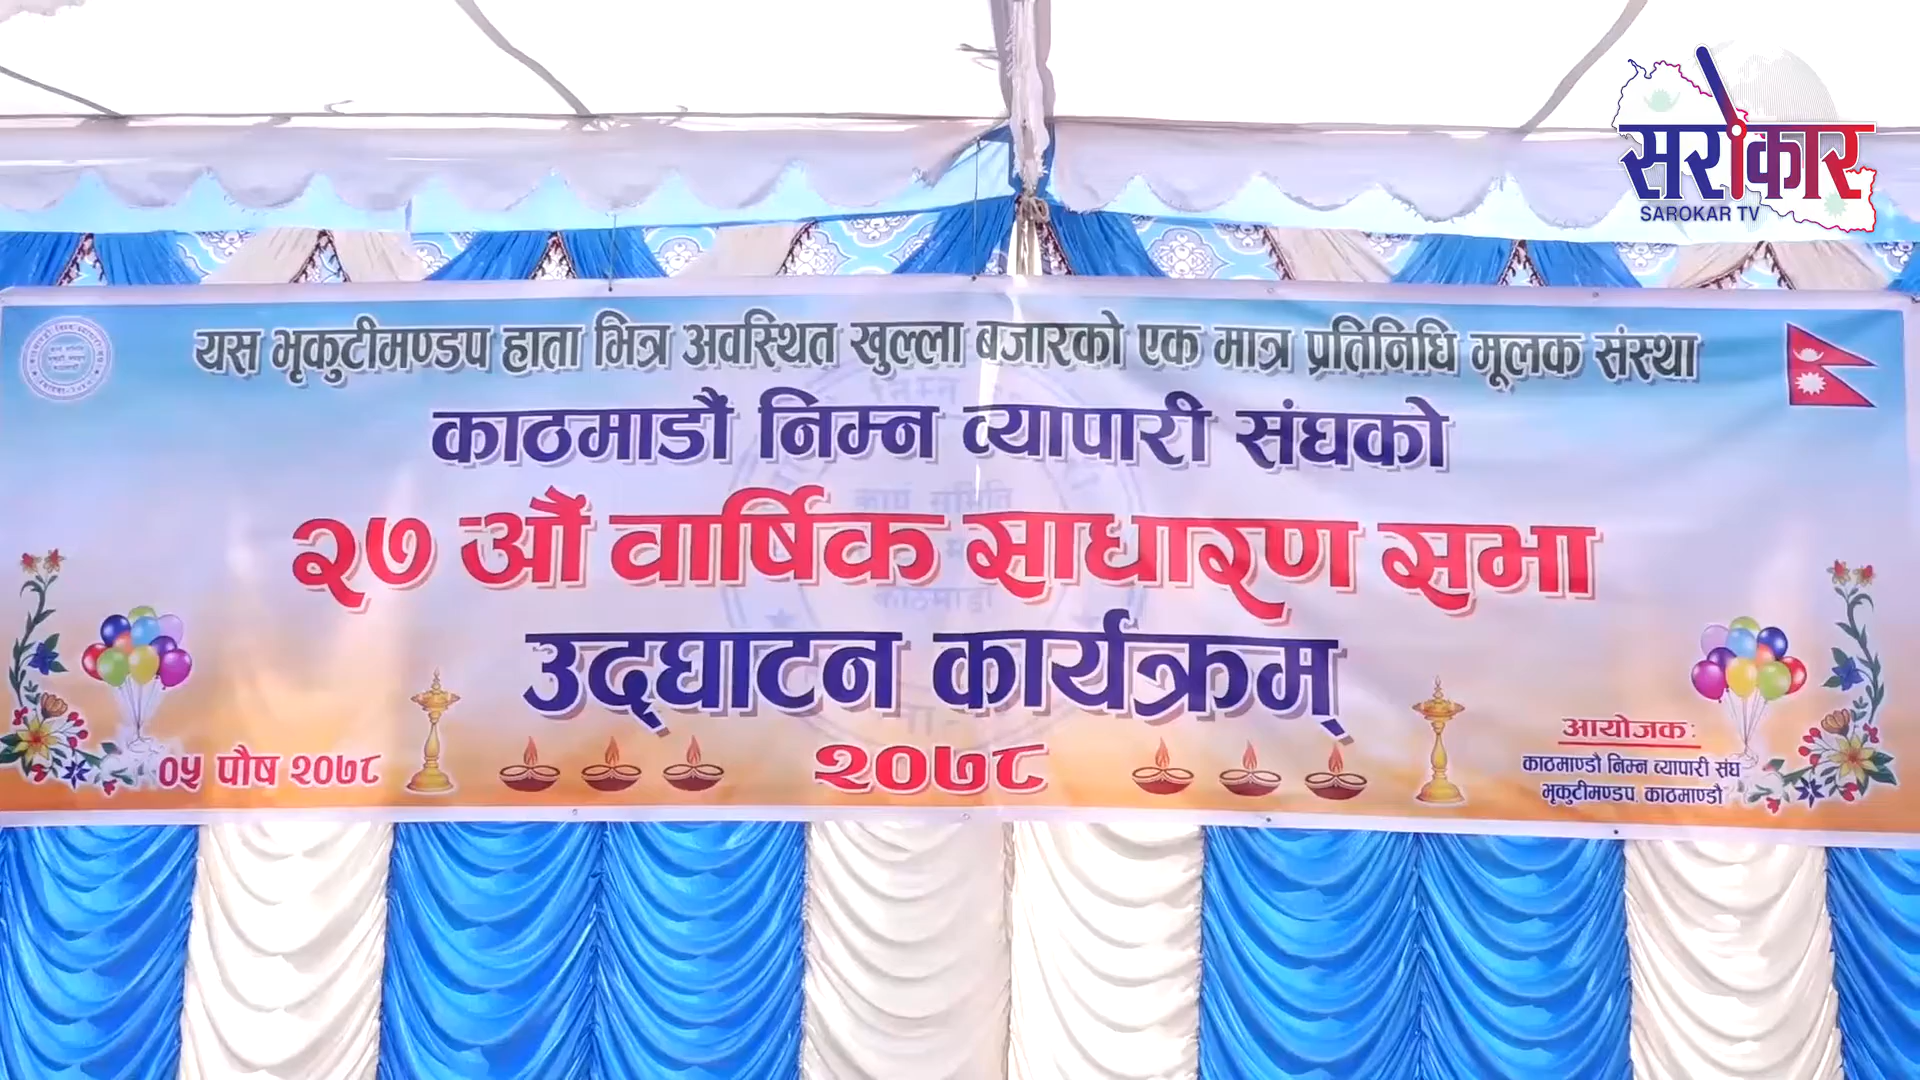 सरोकार
SAROKAR TV
यस भृकुटीमण्डप हाता भित्र अवस्थित खुल्ला बजारको एक मात्र प्रतिनिधि मूलक संस्था
काठमाडौं निम्न व्यापारी संघको
२७ औं वार्षिक साधारण सभा
उद्घाटन कार्यक्रम्
२०७८
०५ पौष २०७८
आयोजकः
काठमाण्डौ निम्न व्यापारी संघ
भृकुटीमण्डप, काठमाण्डौ